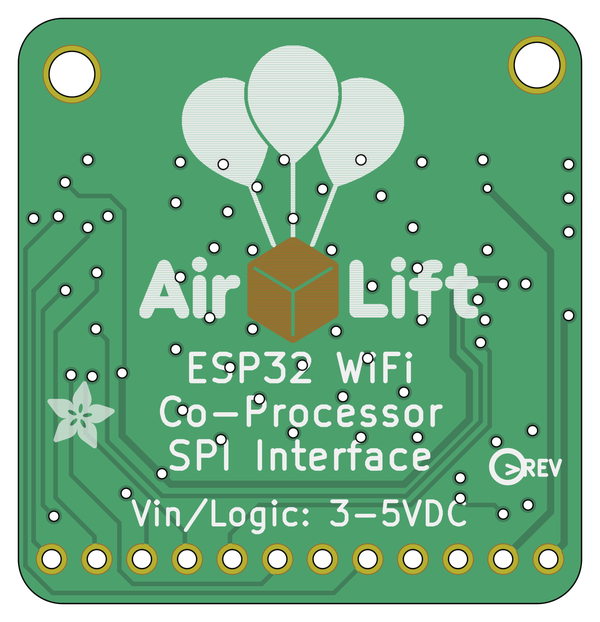 Air Lift
ESP32 WiFi
Co-Processor
SPI Interface
REV
Vin/Logic: 3-5VDC